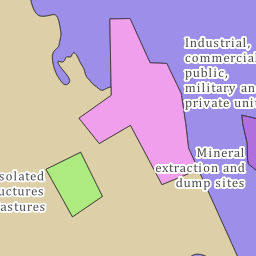 Industrial,
commercial
public,
military an
private unit
Mineral
extraction and
dump sites
solated
uctures
astures